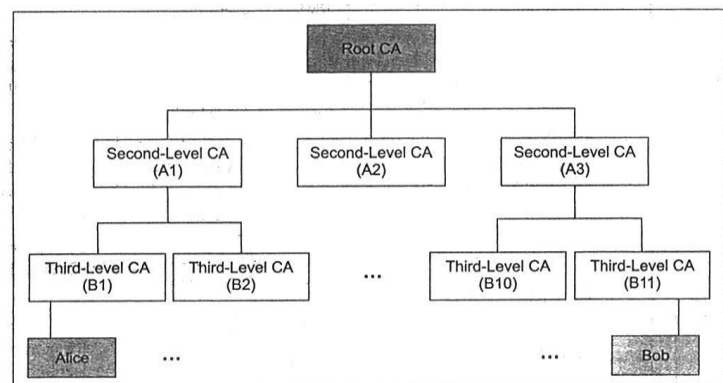 Root CA
Second-Level CA
(A1)
Second-Level CA
(A2)
Second-Level CA
(A3)
Third-Level CA
(B1)
Third-Level CA
(B2)
...
Third-Level CA
(B10)
Third-Level CA
(B11)
Alice
...
...
Bob